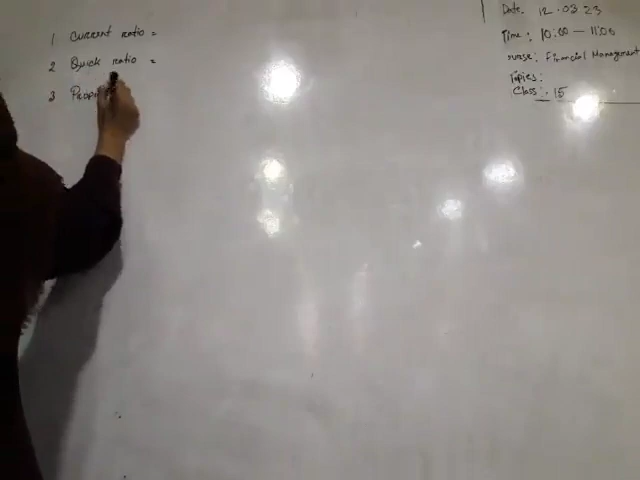 1 Current ratio =
2 Quick ratio =
3
Date. 12.03 23
Time: 10:00 — 11:00
Financial Management
Topics:
Class: 15